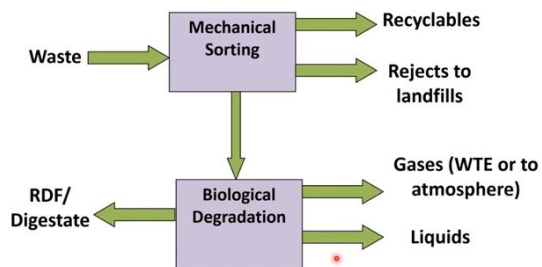 Waste
Mechanical
Sorting
Recyclables
Rejects to
landfills
RDF/
Digestate
Biological
Degradation
Gases (WTE or to
atmosphere)
Liquids